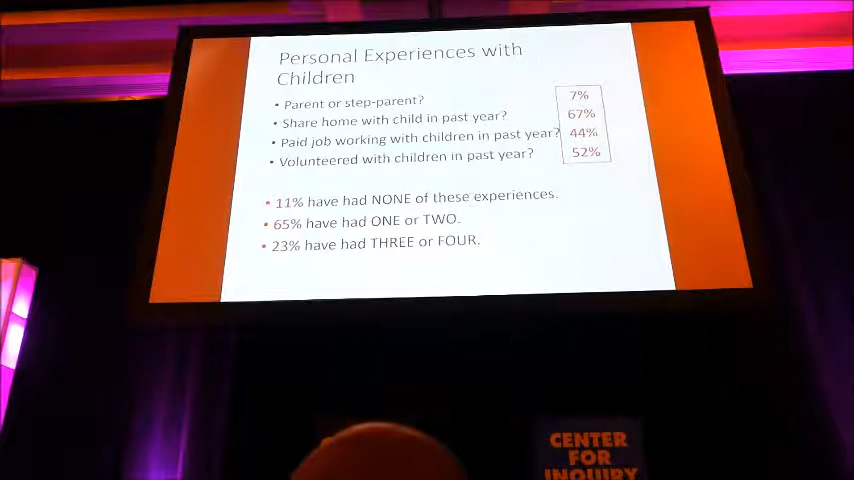 Personal Experiences with
Children
• Parent or step-parent? 7%
• Share home with child in past year? 67%
• Paid job working with children in past year? 44%
• Volunteered with children in past year? 52%
• 11% have had NONE of these experiences.
• 65% have had ONE or TWO.
• 23% have had THREE or FOUR.
CENTER
FOR
INQUIRY